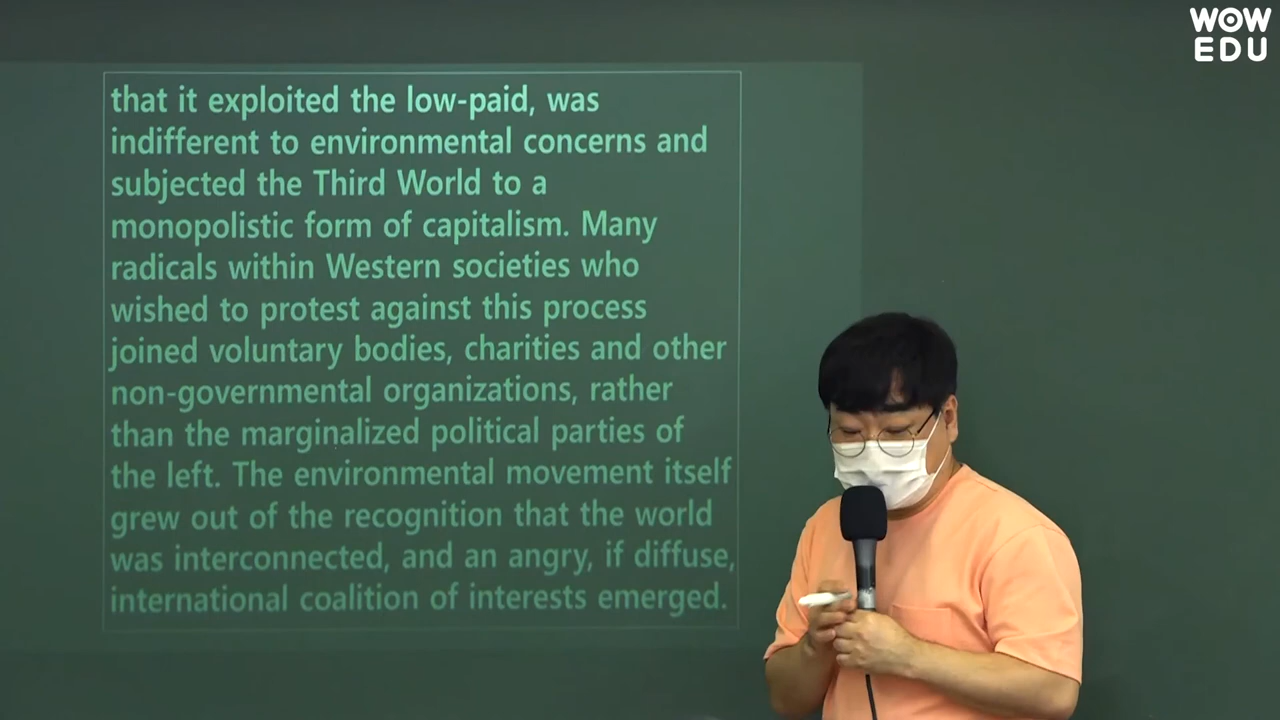 WOW
EDU
that it exploited the low-paid, was
indifferent to environmental concerns and
subjected the Third World to a
monopolistic form of capitalism. Many
radicals within Western societies who
wished to protest against this process
joined voluntary bodies, charities and other
non-governmental organizations, rather
than the marginalized political parties of
the left. The environmental movement itself
grew out of the recognition that the world
was interconnected, and an angry, if diffuse,
international coalition of interests emerged.